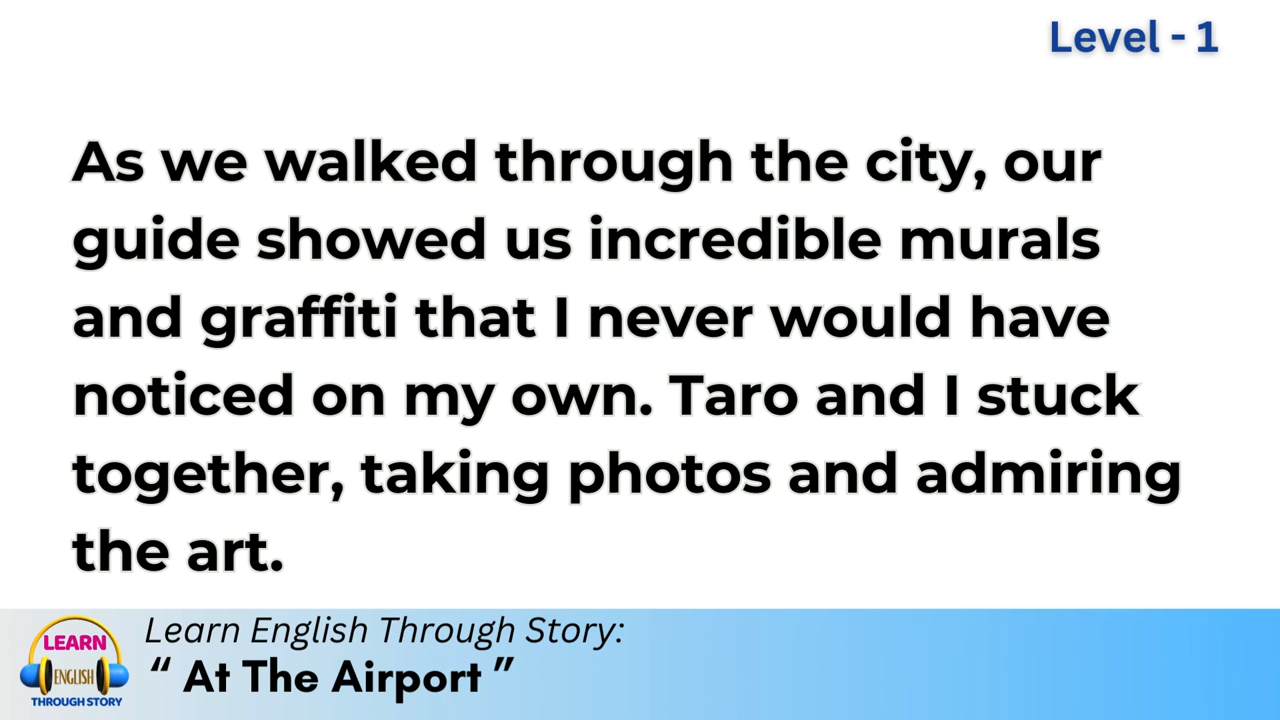 Level - 1
As we walked through the city, our
guide showed us incredible murals
and graffiti that I never would have
noticed on my own. Taro and I stuck
together, taking photos and admiring
the art.
Learn English Through Story:
“ At The Airport ”
LEARN
ENGLISH
THROUGH STORY